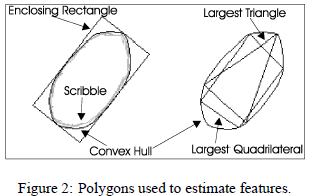 Enclosing Rectangle
Largest Triangle
Scribble
Convex Hull
Largest Quadrilateral
Figure 2: Polygons used to estimate features.